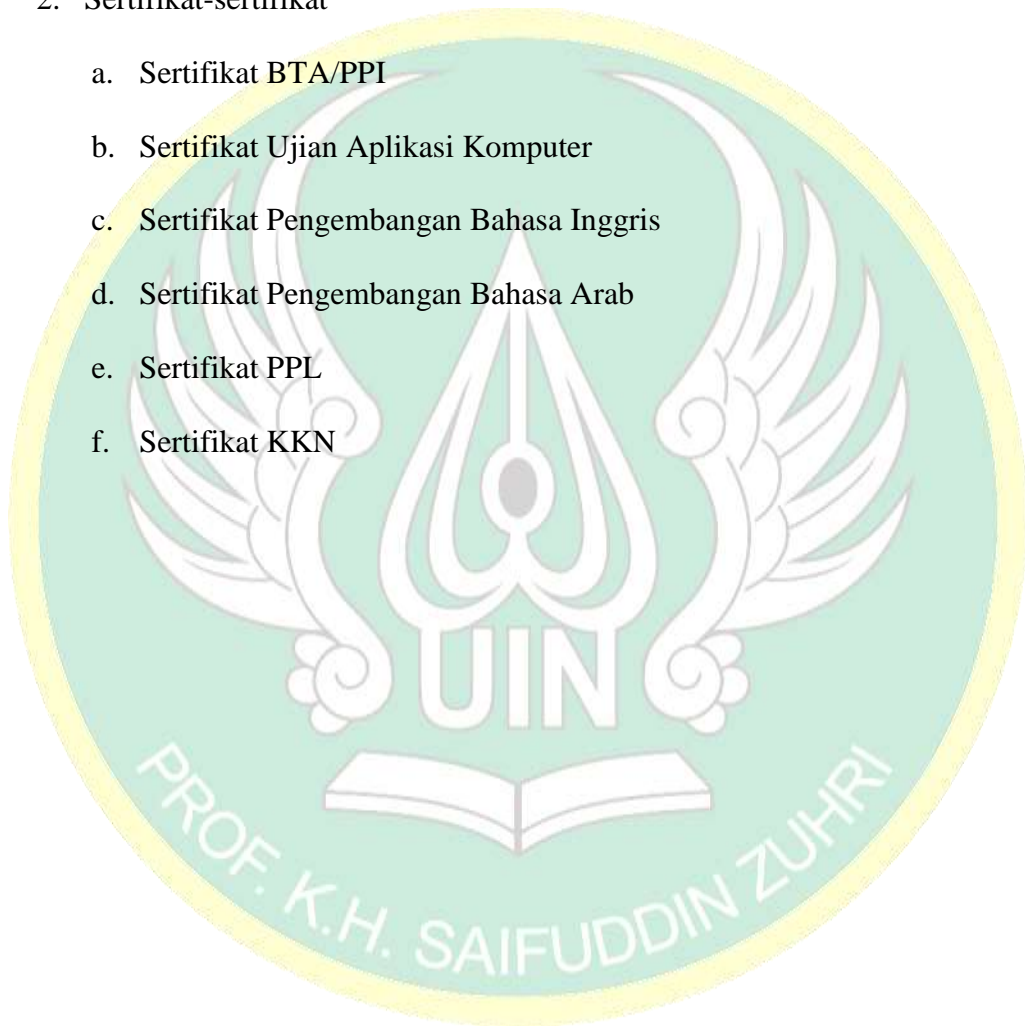 2. Sertifikat-sertifikat
a. Sertifikat BTA/PPI
b. Sertifikat Ujian Aplikasi Komputer
c. Sertifikat Pengembangan Bahasa Inggris
d. Sertifikat Pengembangan Bahasa Arab
e. Sertifikat PPL
f. Sertifikat KKN
UIN
PROF. K.H. SAIFUDDIN ZUHRI